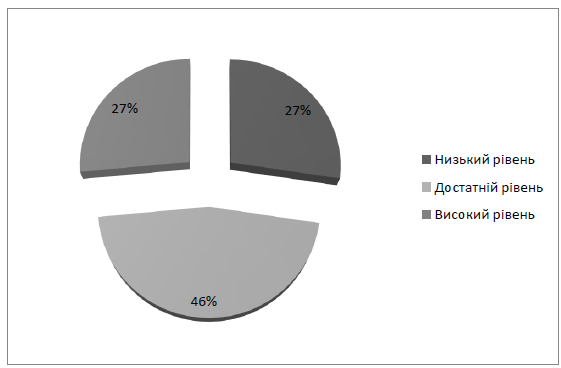 27%
27%
46%
Низький рівень
Достатній рівень
Високий рівень